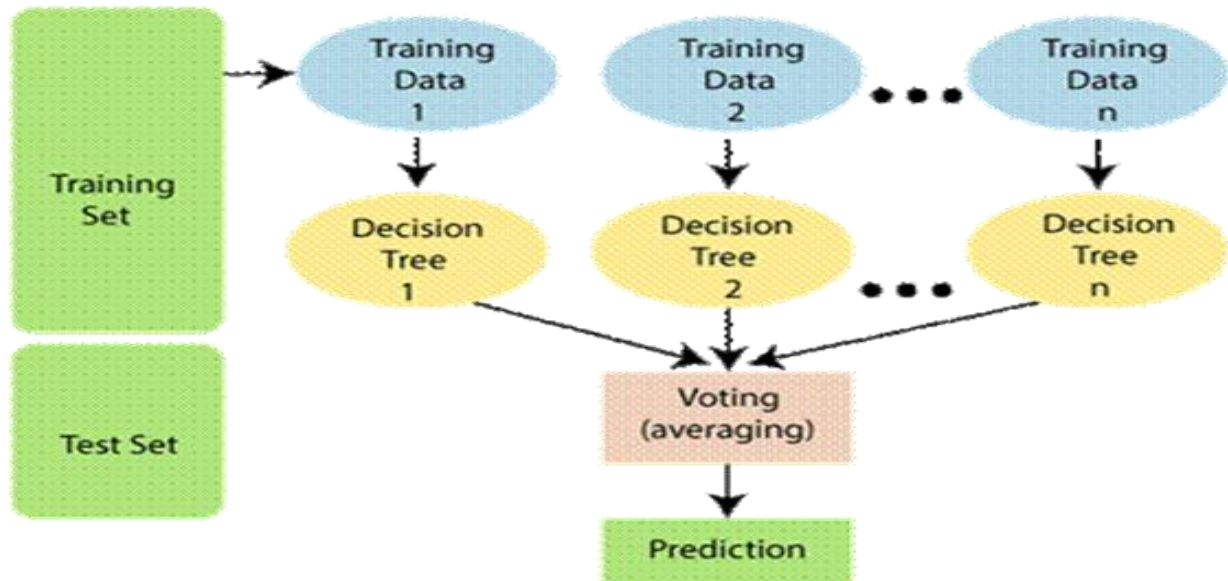 Training
Set
Test Set
Training
Data
1
Training
Data
2
Training
Data
n
Decision
Tree
1
Decision
Tree
2
Decision
Tree
n
Voting
(averaging)
Prediction